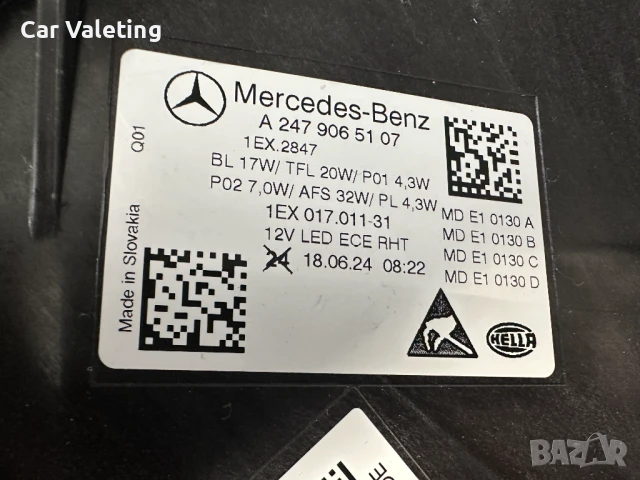 Car Valeting
Mercedes-Benz
A 247 906 51 07
1EX.2847
BL 17W/ TFL 20W/ P01 4,3W
P02 7,0W/ AFS 32W/ PL 4,3W
1EX 017.011-31
12V LED ECE RHT
24 18.06.24 08:22
MD E1 0130 A
MD E1 0130 B
MD E1 0130 C
MD E1 0130 D
Q01
Made in Slovakia
HELLA
bazar